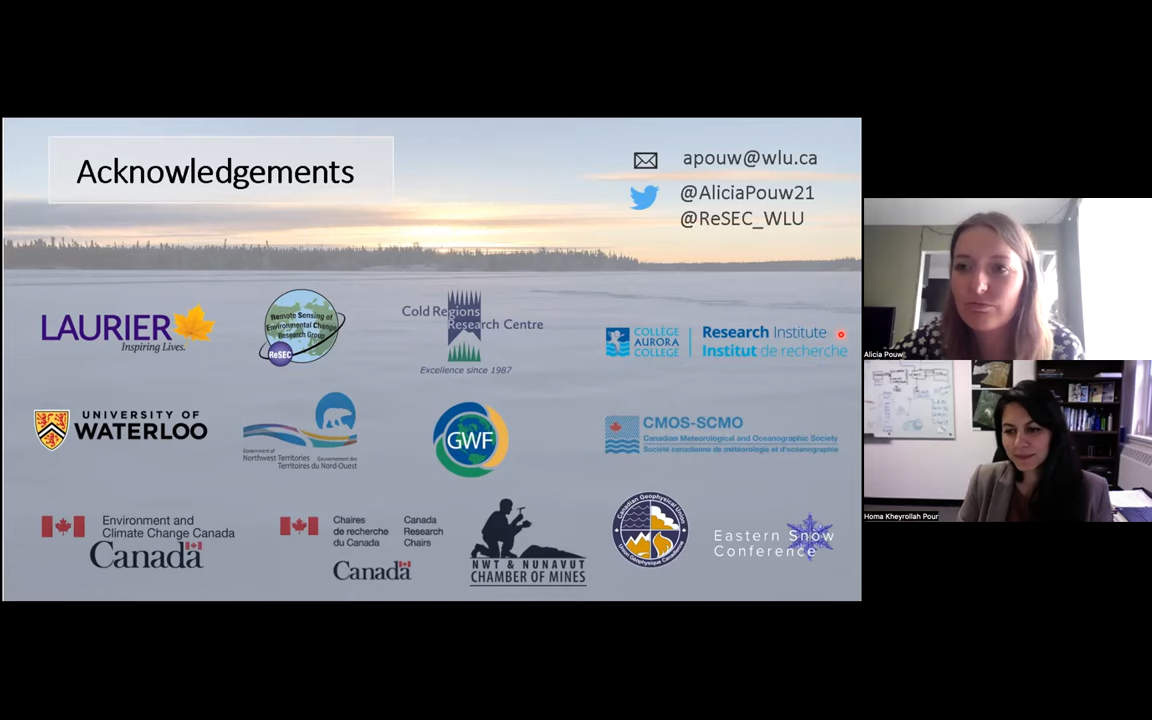 Acknowledgements
apouw@wlu.ca
@AliciaPouw21
@ReSEC_WLU
LAURIER
Inspiring Lives.
Remote Sensing of
Environmental Change
Research Group
ReSEC
Cold Regions
Research Centre
Excellence since 1987
COLLÈGE
AURORA
COLLEGE
Research Institute
Institut de recherche
UNIVERSITY OF
WATERLOO
Government of
Northwest Territories
Gouvernement des
Territoires du Nord-Ouest
GWF
CMOS-SCMO
Canadian Meteorological and Oceanographic Society
Société canadienne de météorologie et d'océanographie
Environment and
Climate Change Canada
Canada
Chaires
de recherche
du Canada
Canada
Research
Chairs
Canada
NWT & NUNAVUT
CHAMBER OF MINES
Canadian Geophysical Union
Union Géophysique Canadienne
Eastern Snow
Conference
Alicia Pouw
Homa Kheyrollah Pour